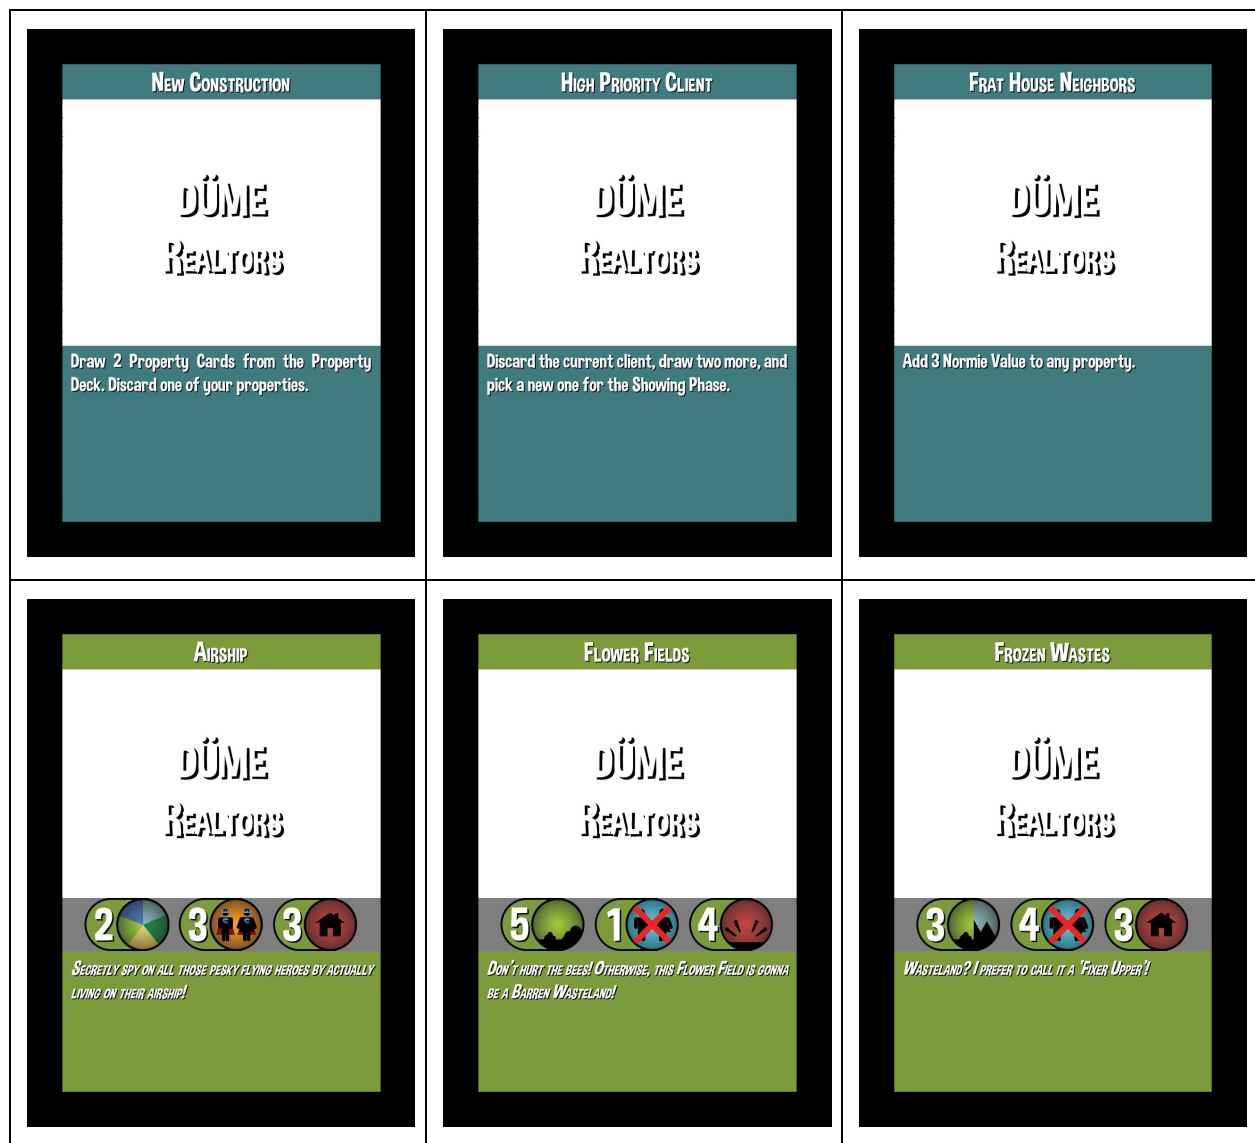 New Construction
DÜME
Realtors
Draw 2 Property Cards from the Property
Deck. Discard one of your properties.
High Priority Client
DÜME
Realtors
Discard the current client, draw two more, and
pick a new one for the Showing Phase.
Frat House Neighbors
DÜME
Realtors
Add 3 Normie Value to any property.
Airship
DÜME
Realtors
2 3 3
Secretly spy on all those pesky flying heroes by actually
living on their airship!
Flower Fields
DÜME
Realtors
5 1 4
Don't hurt the bees! Otherwise, this Flower Field is gonna
be a Barren Wasteland!
Frozen Wastes
DÜME
Realtors
3 4 3
Wasteland? I prefer to call it a 'Fixer Upper'!